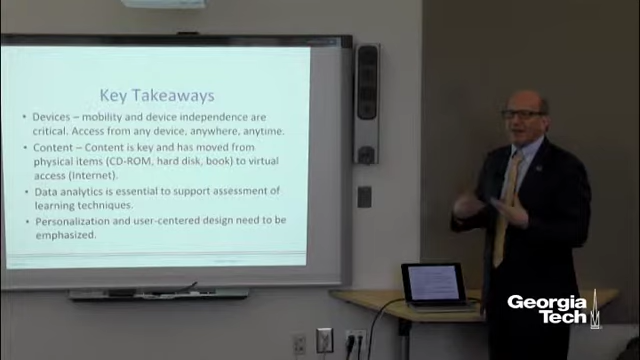 Key Takeaways
• Devices – mobility and device independence are
critical. Access from any device, anywhere, anytime.
• Content – Content is key and has moved from
physical items (CD-ROM, hard disk, book) to virtual
access (Internet).
• Data analytics is essential to support assessment of
learning techniques.
• Personalization and user-centered design need to be
emphasized.
Georgia
Tech